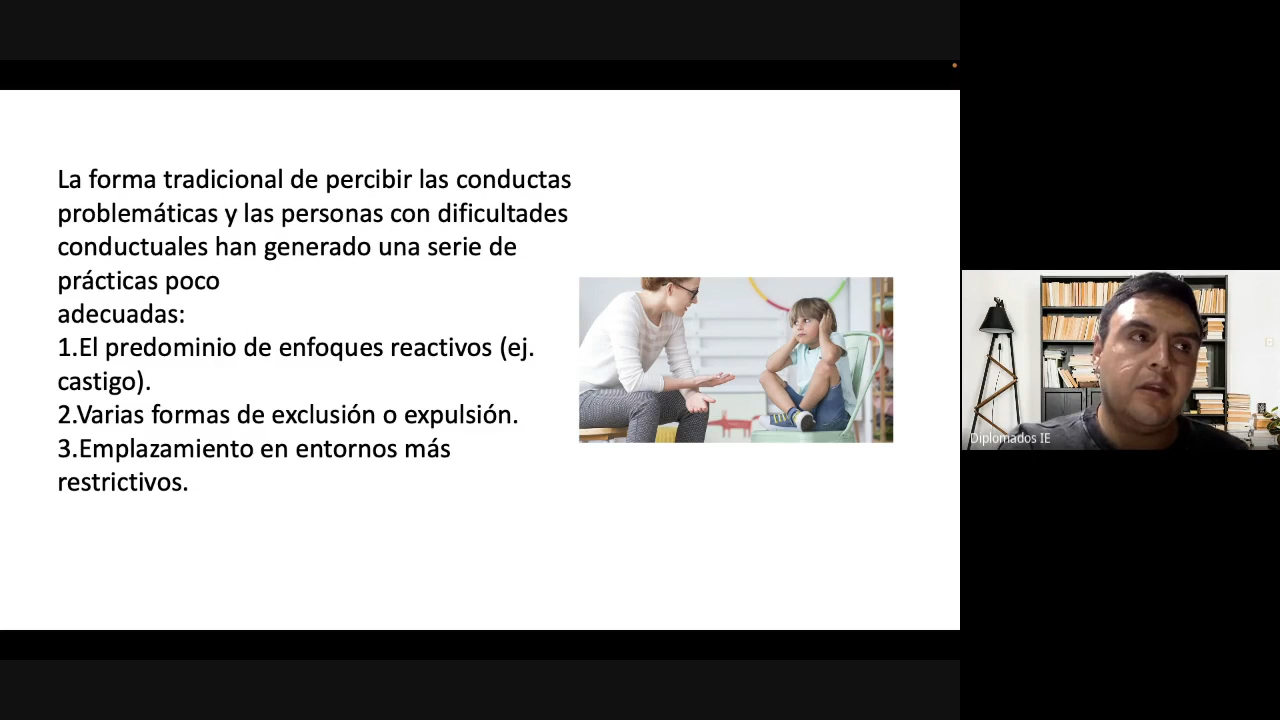 La forma tradicional de percibir las conductas
problemáticas y las personas con dificultades
conductuales han generado una serie de
prácticas poco
adecuadas:
1.El predominio de enfoques reactivos (ej.
castigo).
2.Varias formas de exclusión o expulsión.
3.Emplazamiento en entornos más
restrictivos.
Diplomados IE